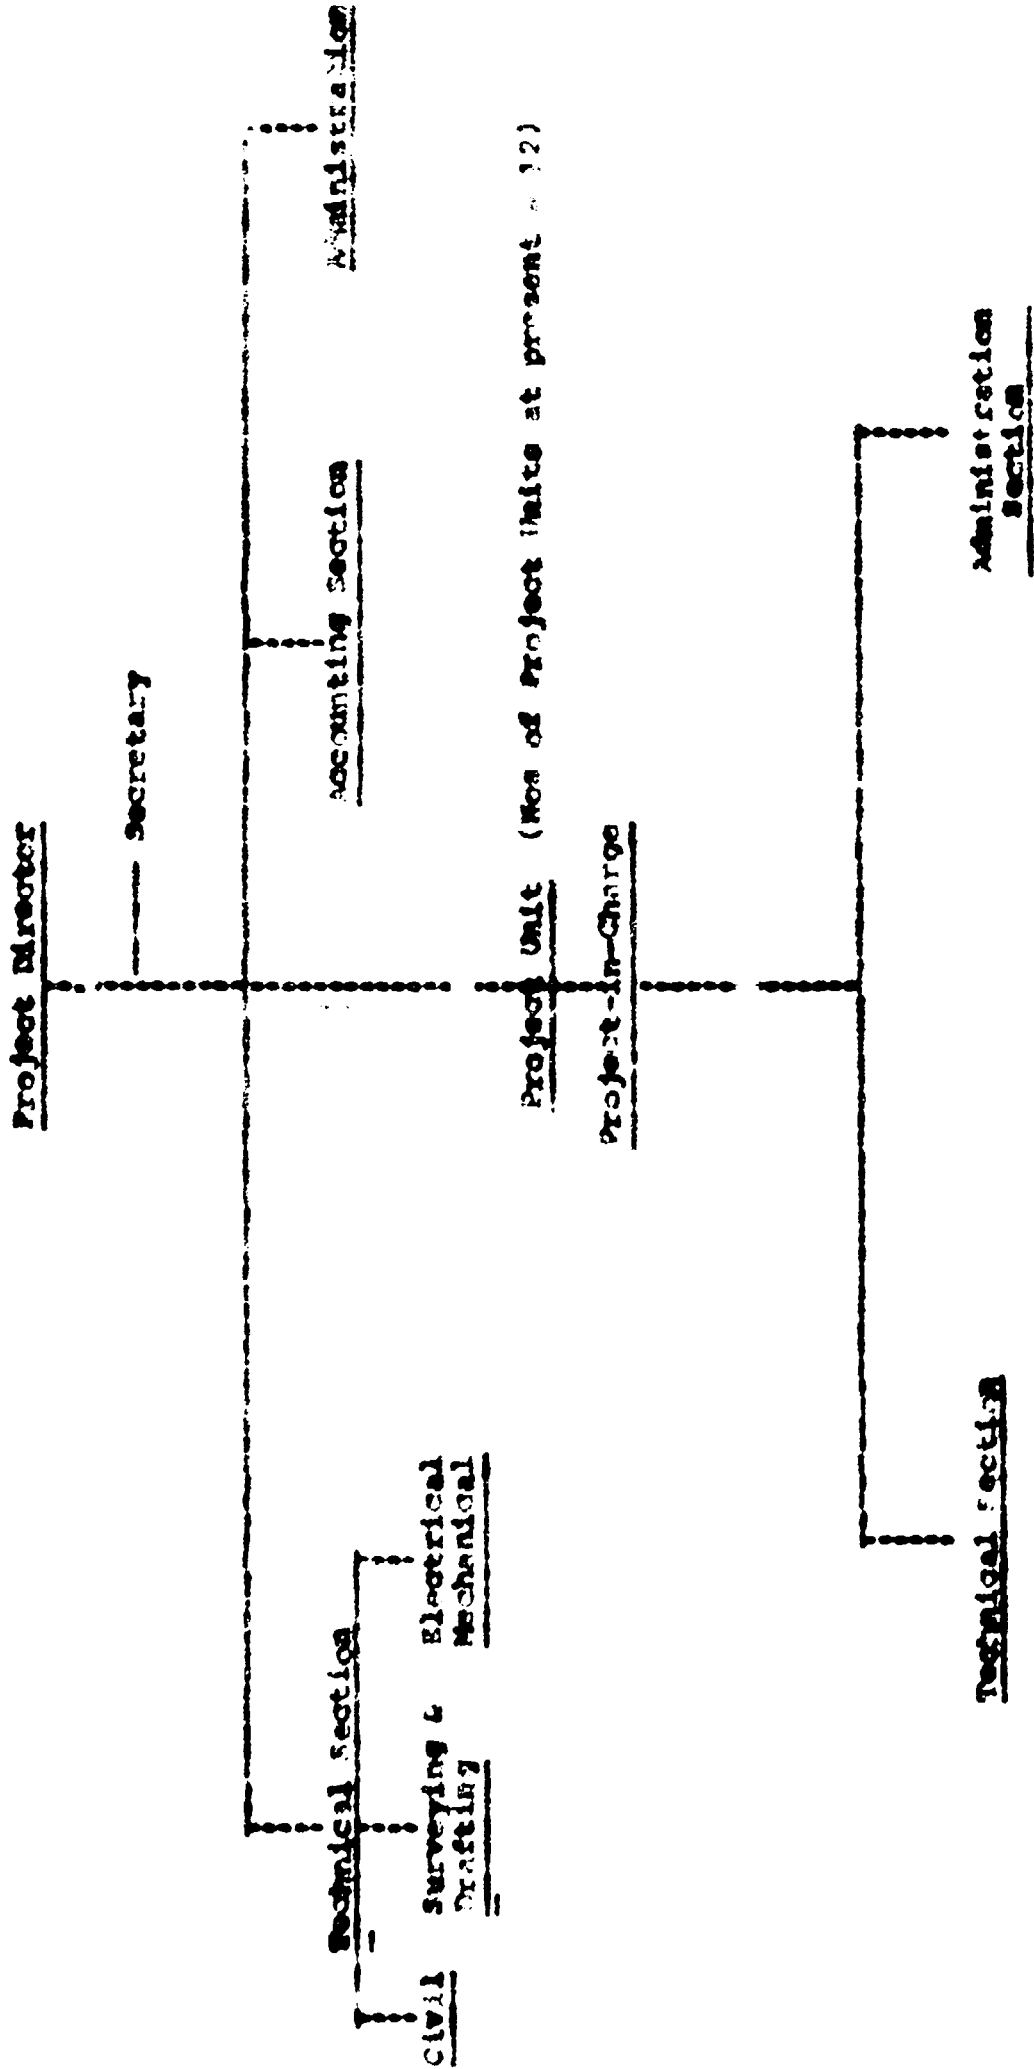 Project Director
Secretary
Technical Section
Accounting Section
Administration
Civil
Surveying &
Drafting
Electrical
Mechanical
Project Unit (Nos of Project Units at present = 12)
Project-in-Charge
Technical Section
Administration
Section